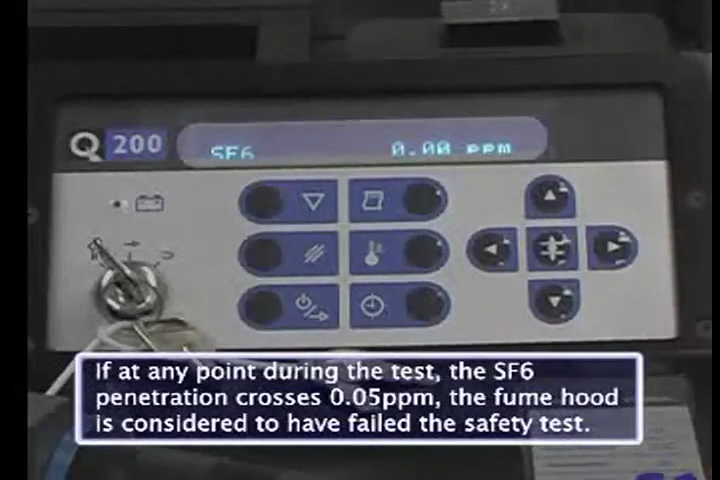 Q 200
SF6 0.00 ppm
If at any point during the test, the SF6
penetration crosses 0.05ppm, the fume hood
is considered to have failed the safety test.